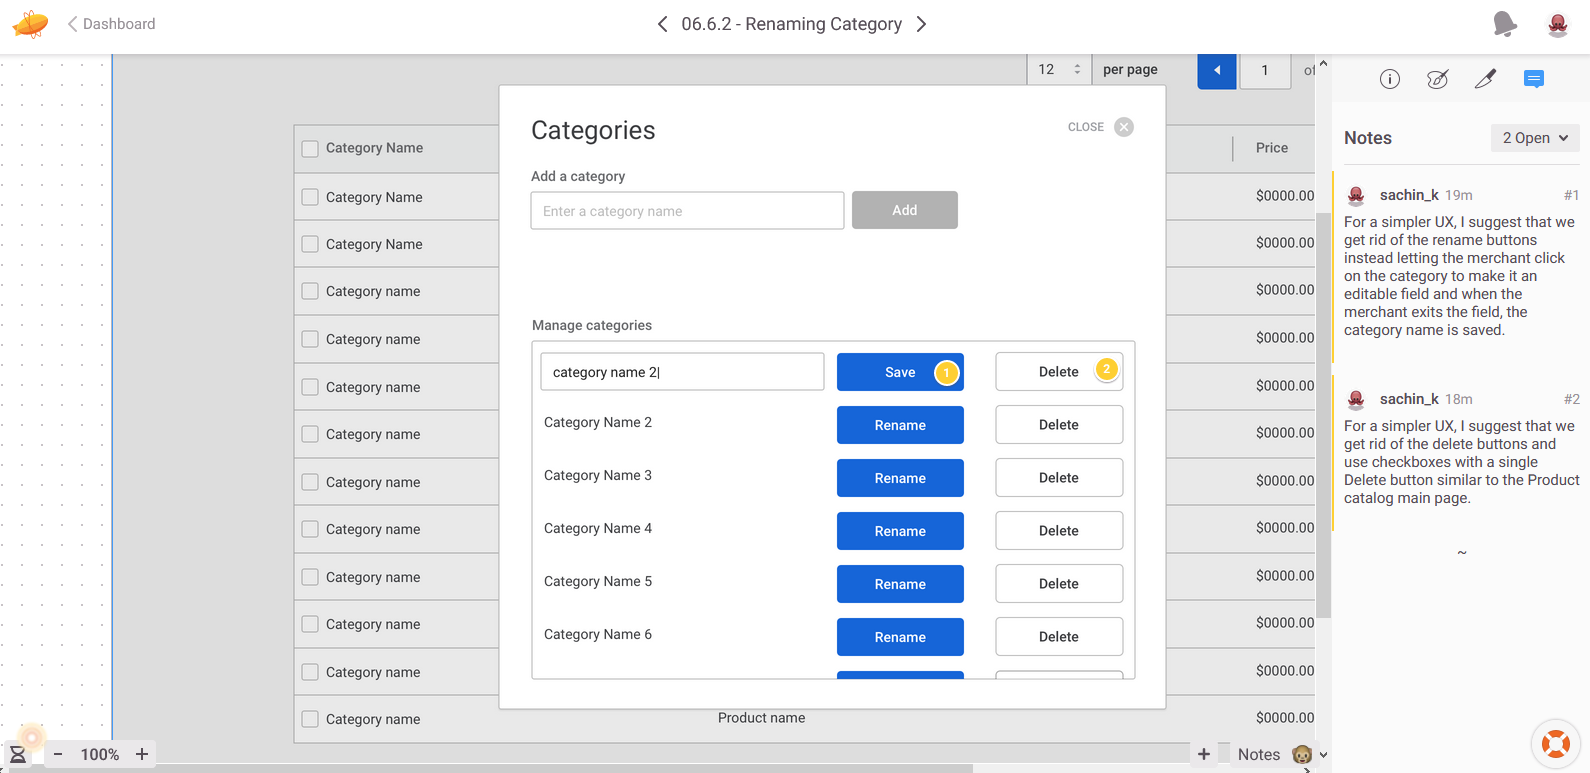 Dashboard
06.6.2 - Renaming Category
12 per page 1 of
Category Name Price
Category Name $0000.00
Category Name $0000.00
Category name $0000.00
Category name $0000.00
Category name $0000.00
Category name $0000.00
Category name $0000.00
Category name $0000.00
Category name $0000.00
Category name $0000.00
Category name $0000.00
Category name Product name $0000.00
Categories
CLOSE
Add a category
Enter a category name Add
Manage categories
category name 2 Save 1 Delete 2
Category Name 2 Rename Delete
Category Name 3 Rename Delete
Category Name 4 Rename Delete
Category Name 5 Rename Delete
Category Name 6 Rename Delete
Notes 2 Open
sachin_k 19m #1
For a simpler UX, I suggest that we
get rid of the rename buttons
instead letting the merchant click
on the category to make it an
editable field and when the
merchant exits the field, the
category name is saved.
sachin_k 18m #2
For a simpler UX, I suggest that we
get rid of the delete buttons and
use checkboxes with a single
Delete button similar to the Product
catalog main page.
~
- 100% +
+ Notes